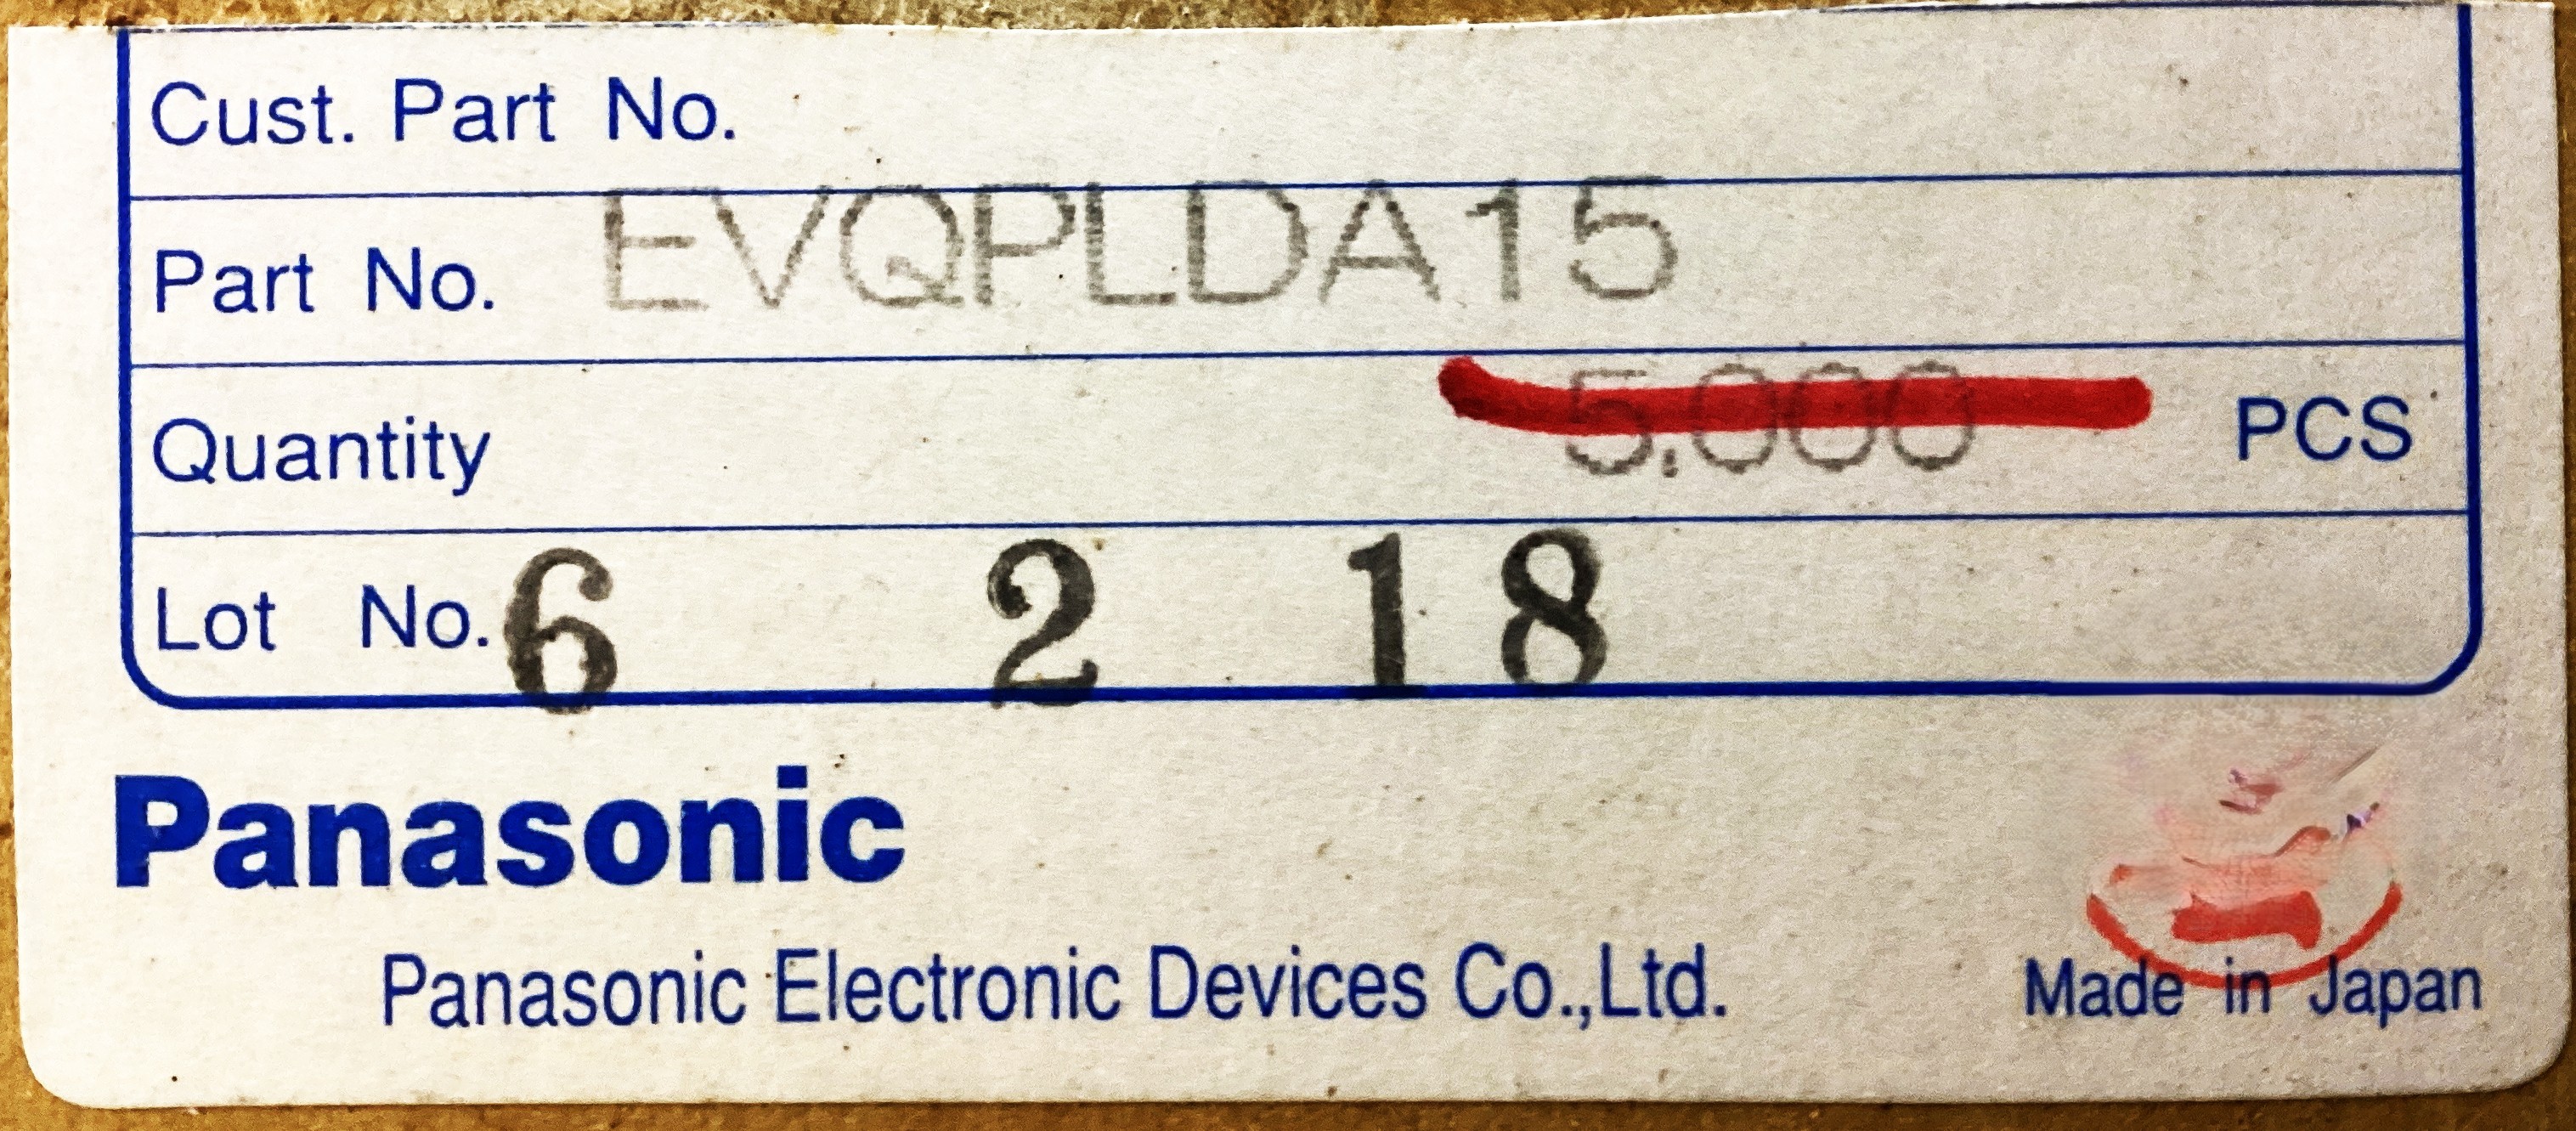 Cust. Part No.
Part No. EVQPLDA15
Quantity 5,000 PCS
Lot No. 6 2 18
Panasonic
Panasonic Electronic Devices Co.,Ltd.
Made in Japan